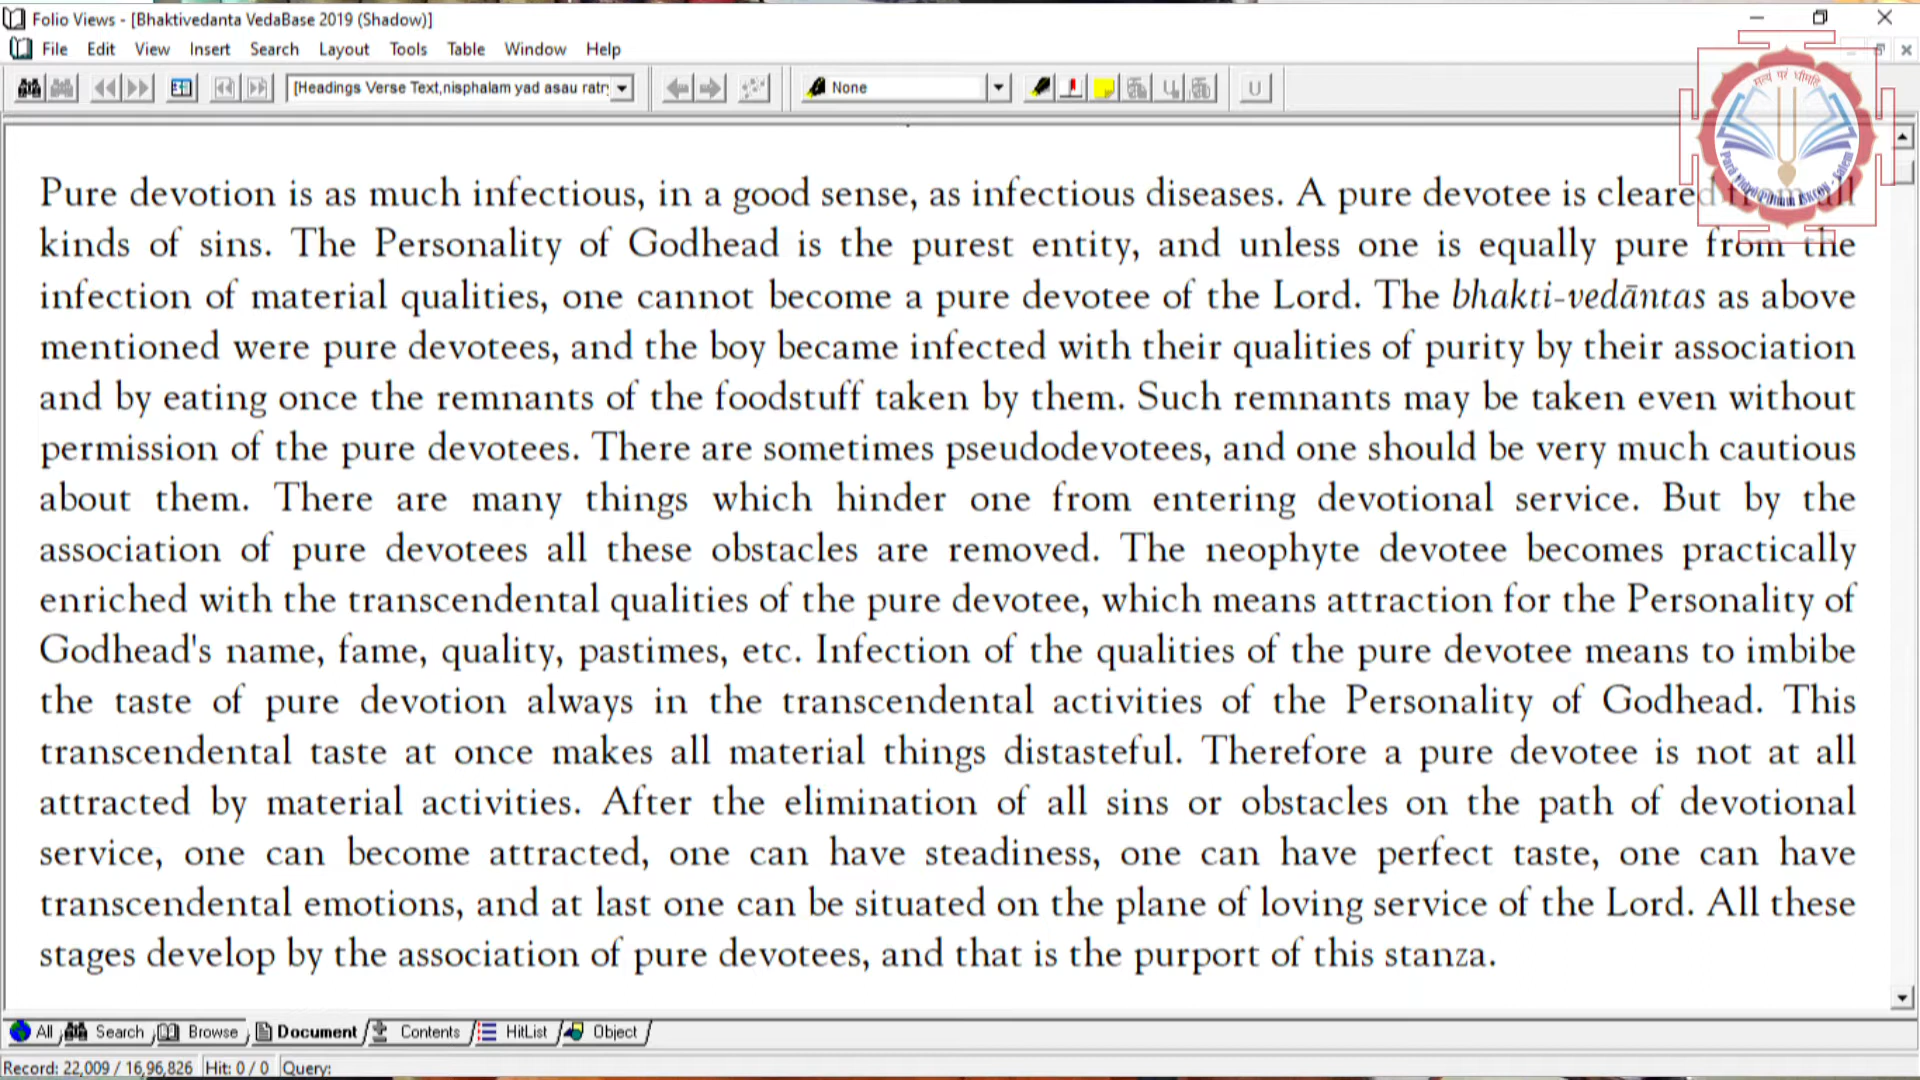 Folio Views - [Bhaktivedanta VedaBase 2019 (Shadow)]
File Edit View Insert Search Layout Tools Table Window Help
[Headings Verse Text,nisphalam yad asau ratr
None
U
सत्यं परं धीमहि
Pure devotion is as much infectious, in a good sense, as infectious diseases. A pure devotee is cleared from all
kinds of sins. The Personality of Godhead is the purest entity, and unless one is equally pure from the
infection of material qualities, one cannot become a pure devotee of the Lord. The bhakti-vedāntas as above
mentioned were pure devotees, and the boy became infected with their qualities of purity by their association
and by eating once the remnants of the foodstuff taken by them. Such remnants may be taken even without
permission of the pure devotees. There are sometimes pseudodevotees, and one should be very much cautious
about them. There are many things which hinder one from entering devotional service. But by the
association of pure devotees all these obstacles are removed. The neophyte devotee becomes practically
enriched with the transcendental qualities of the pure devotee, which means attraction for the Personality of
Godhead's name, fame, quality, pastimes, etc. Infection of the qualities of the pure devotee means to imbibe
the taste of pure devotion always in the transcendental activities of the Personality of Godhead. This
transcendental taste at once makes all material things distasteful. Therefore a pure devotee is not at all
attracted by material activities. After the elimination of all sins or obstacles on the path of devotional
service, one can become attracted, one can have steadiness, one can have perfect taste, one can have
transcendental emotions, and at last one can be situated on the plane of loving service of the Lord. All these
stages develop by the association of pure devotees, and that is the purport of this stanza.
All Search Browse Document Contents HitList Object
Record: 22,009 / 16,96,826 Hit: 0 / 0 Query: